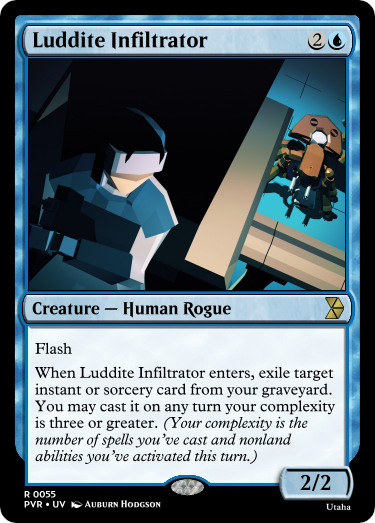 Luddite Infiltrator 2
Creature — Human Rogue
Flash
When Luddite Infiltrator enters, exile target
instant or sorcery card from your graveyard.
You may cast it on any turn your complexity
is three or greater. (Your complexity is the
number of spells you've cast and nonland
abilities you've activated this turn.)
2/2
R 0055
PVR • UV Auburn Hodgson
Utaha